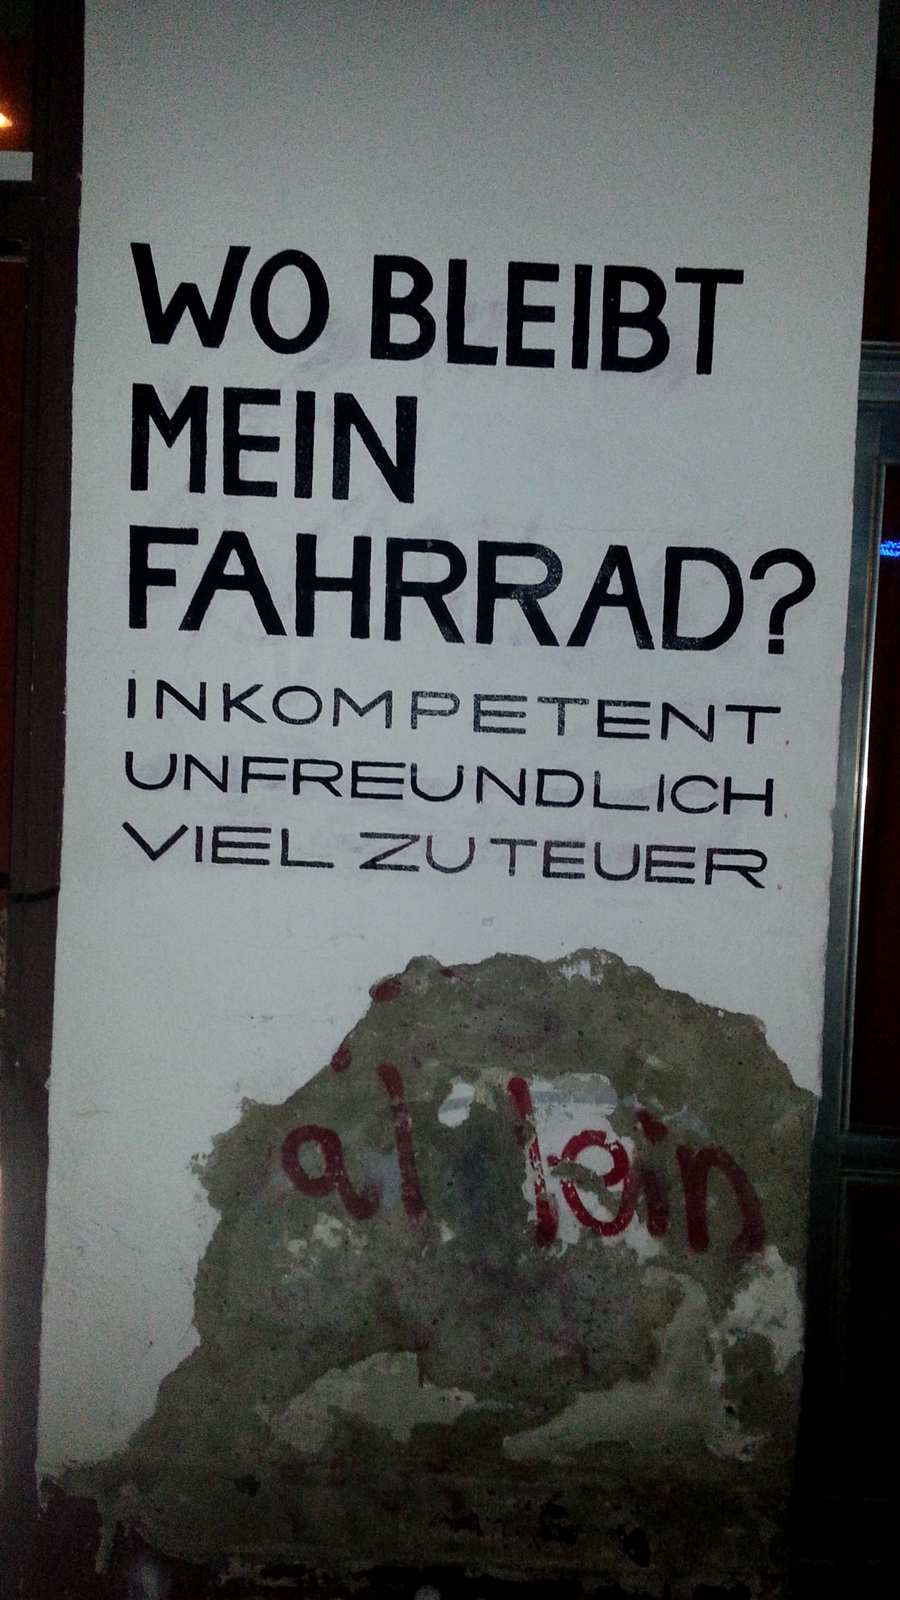 WO BLEIBT
MEIN
FAHRRAD?
INKOMPETENT
UNFREUNDLICH
VIEL ZU TEUER
allein